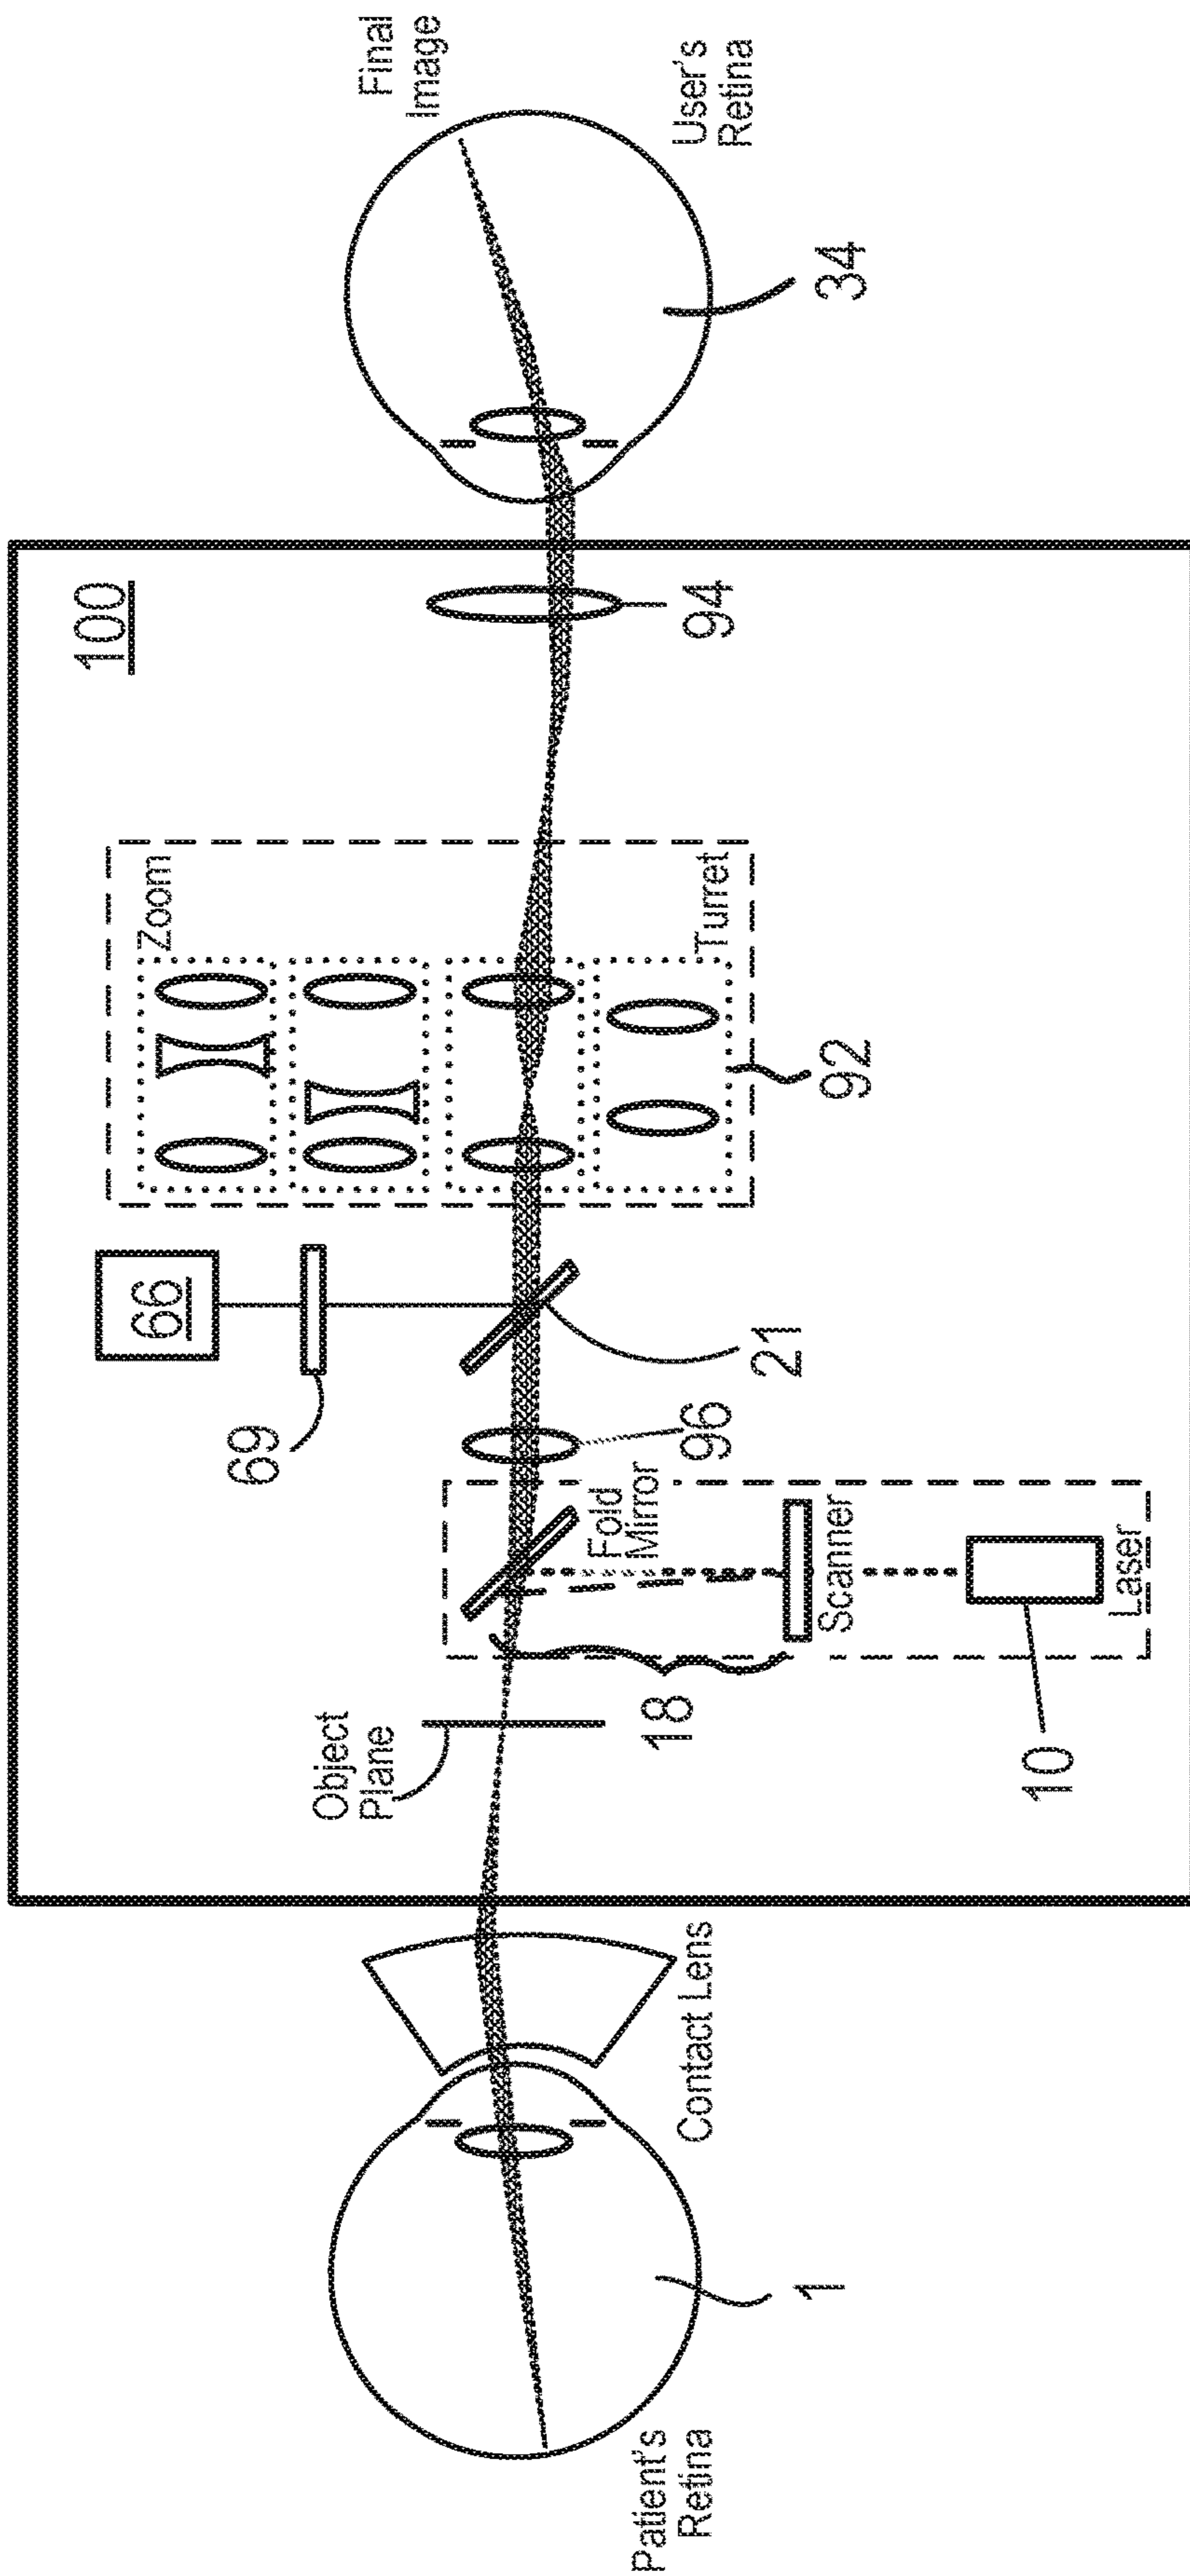 Final
Image
User's
Retina
34
100
94
Zoom
Turret
92
66
69
21
96
Fold
Mirror
Scanner
Laser
18
10
Object
Plane
Contact Lens
1
Patient's
Retina